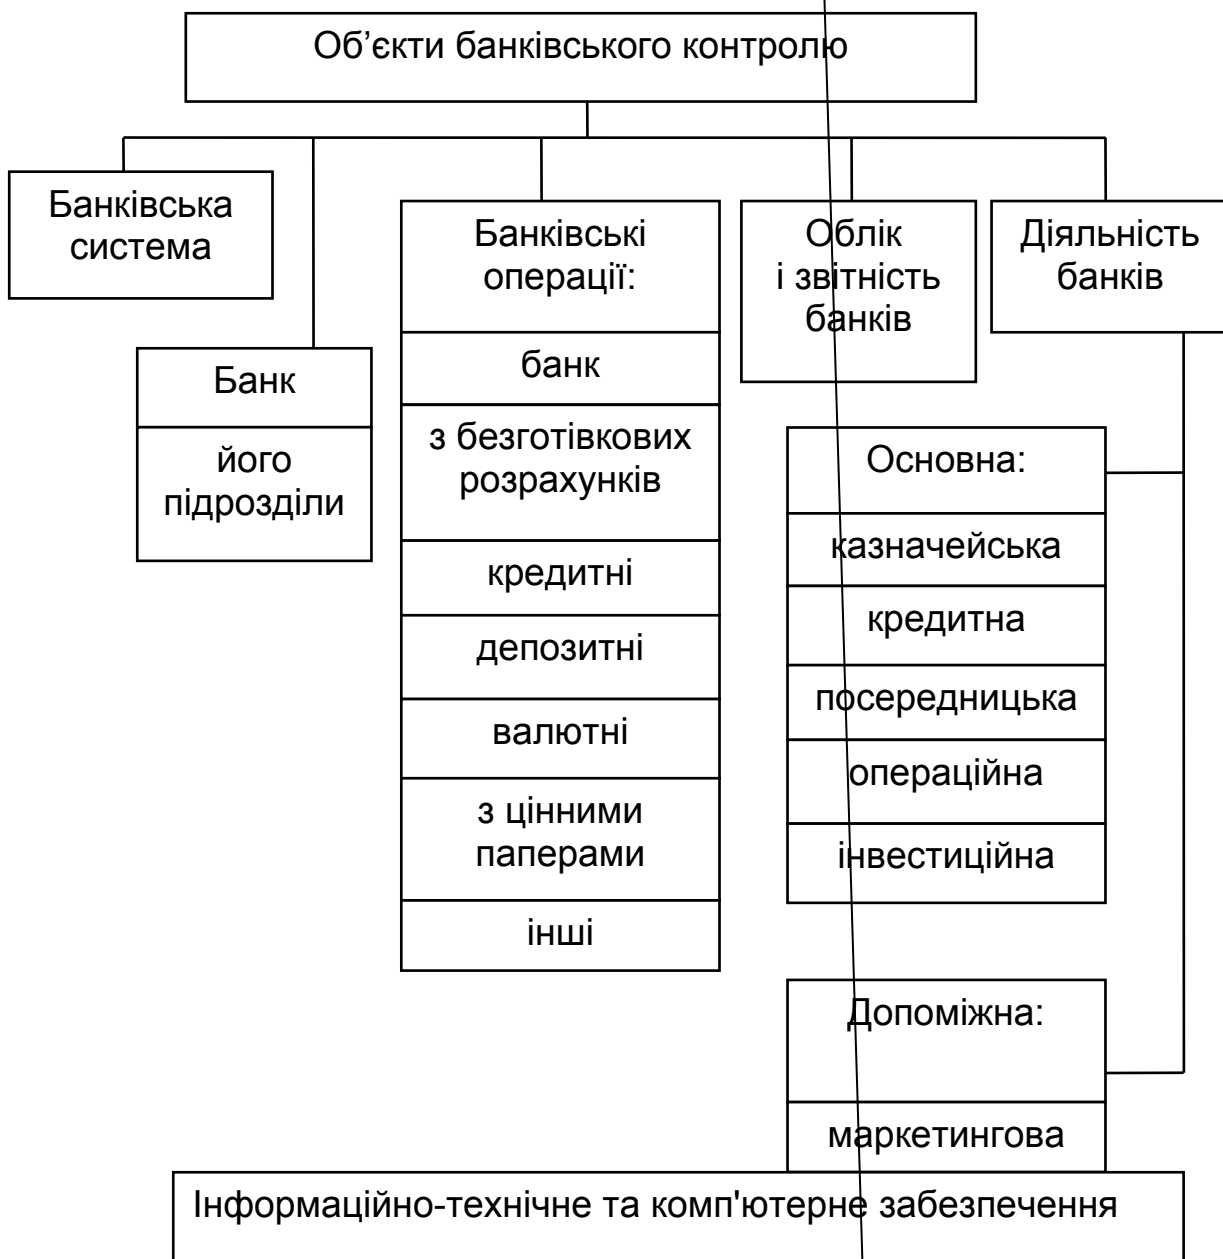 Об’єкти банківського контролю
Банківська
система
Банк
його
підрозділи
Банківські
операції:
банк
з безготівкових
розрахунків
кредитні
депозитні
валютні
з цінними
паперами
інші
Облік
і звітність
банків
Діяльність
банків
Основна:
казначейська
кредитна
посередницька
операційна
інвестиційна
Допоміжна:
маркетингова
Інформаційно-технічне та комп'ютерне забезпечення